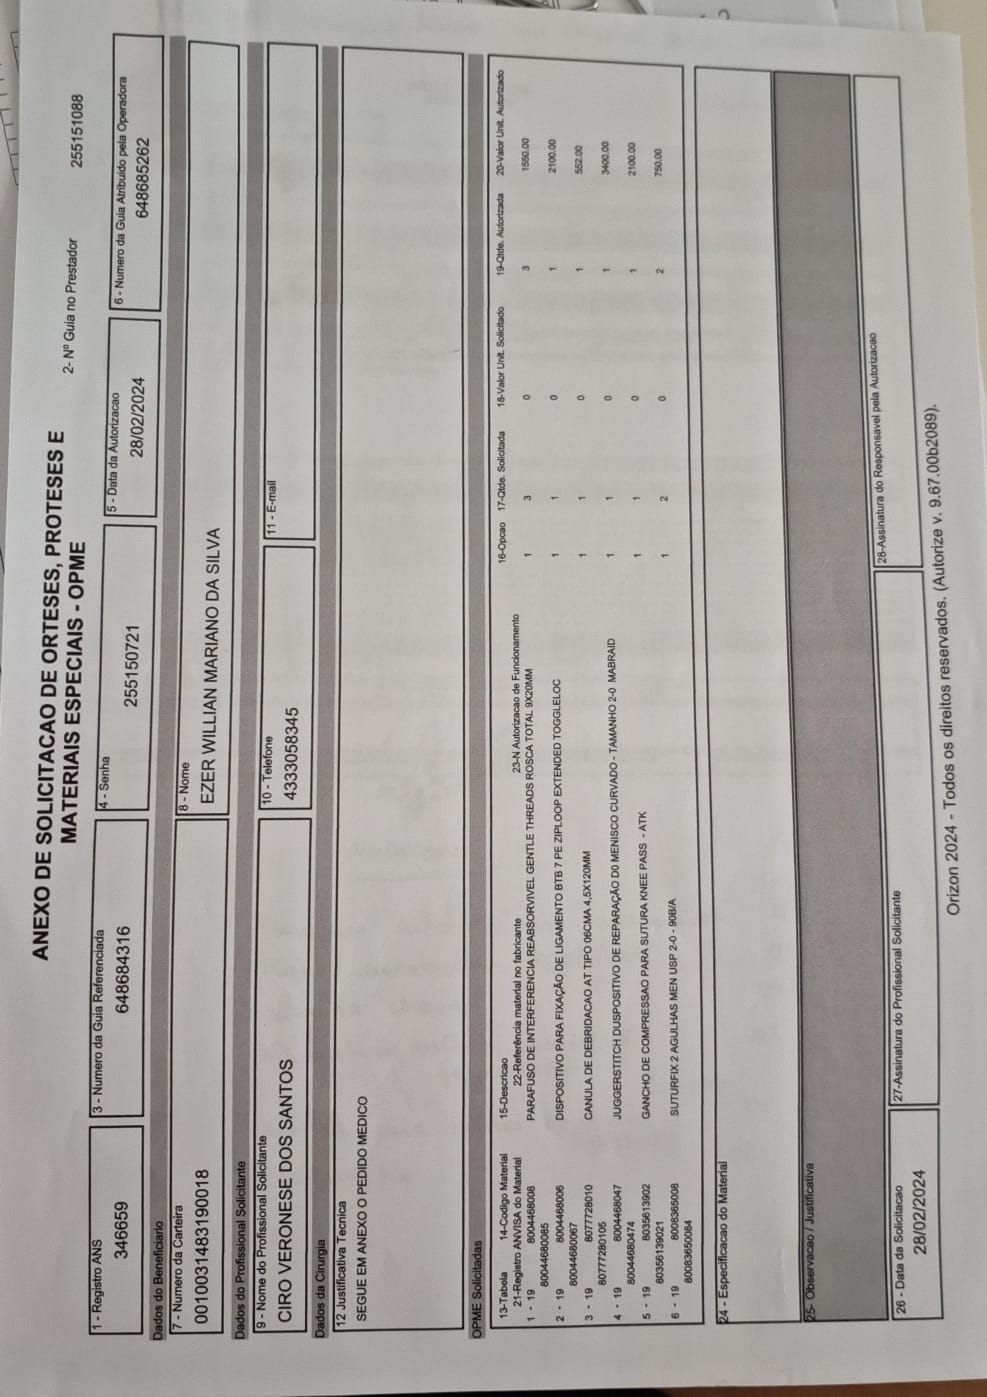 ANEXO DE SOLICITACAO DE ORTESES, PROTESES E
MATERIAIS ESPECIAIS - OPME
2- Nº Guia no Prestador 255151088
1 - Registro ANS 3 - Numero da Guia Referenciada 4 - Senha 5 - Data da Autorizacao 6 - Numero da Guia Atribuido pela Operadora
346659 648684316 255150721 28/02/2024 648685262
Dados do Beneficiario
7 - Numero da Carteira 8 - Nome
0010031483190018 EZER WILLIAN MARIANO DA SILVA
Dados do Profissional Solicitante
9 - Nome do Profissional Solicitante 10 - Telefone 11 - E-mail
CIRO VERONESE DOS SANTOS 4333058345
Dados da Cirurgia
12 Justificativa Tecnica
SEGUE EM ANEXO O PEDIDO MEDICO
OPME Solicitadas
13-Tabela 14-Codigo Material 15-Descricao 16-Opcao 17-Qtde. Solicitada 18-Valor Unit. Solicitado 19-Qtde. Autorizada 20-Valor Unit. Autorizado
21-Registro ANVISA do Material 22-Referência material no fabricante 23-N Autorizacao de Funcionamento
1 - 19 8004468008 PARAFUSO DE INTERFERENCIA REABSORVIVEL GENTLE THREADS ROSCA TOTAL 9X20MM 1 3 0 3 1550.00
80044680085
2 - 19 8004468006 DISPOSITIVO PARA FIXAÇÃO DE LIGAMENTO BTB 7 PE ZIPLOOP EXTENDED TOGGLELOC 1 1 0 1 2100.00
80044680067
3 - 19 8077728010 CANULA DE DEBRIDACAO AT TIPO 06CMA 4,5X120MM 1 1 0 1 552.00
80777280105
4 - 19 8004468047 JUGGERSTITCH DUSPOSITIVO DE REPARAÇÃO D0 MENISCO CURVADO - TAMANHO 2-0 MABRAID 1 1 0 1 3400.00
80044680474
5 - 19 8035613902 GANCHO DE COMPRESSAO PARA SUTURA KNEE PASS - ATK 1 1 0 1 2100.00
80356139021
6 - 19 8008365008 SUTURFIX 2 AGULHAS MEN USP 2-0 - 90B/A 1 2 0 2 750.00
80083650084
24 - Especificacao do Material
25- Observacao / Justificativa
26 - Data da Solicitacao 27-Assinatura do Profissional Solicitante 28-Assinatura do Responsavel pela Autorizacao
28/02/2024
Orizon 2024 - Todos os direitos reservados. (Autorize v. 9.67.00b2089).